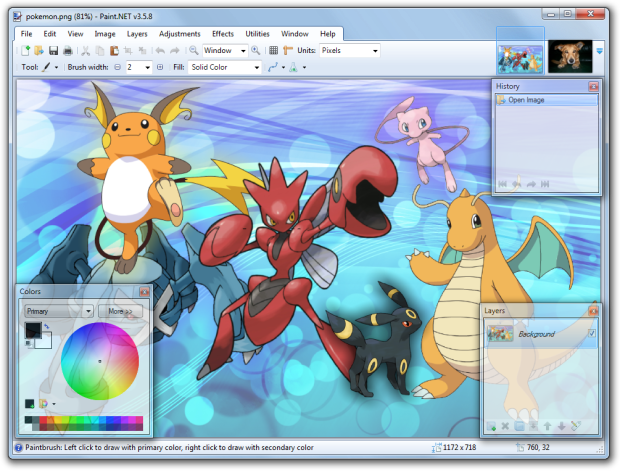 pokemon.png (81%) - Paint.NET v3.5.8
File Edit View Image Layers Adjustments Effects Utilities Window Help
Window Units: Pixels
Tool: Brush width: 2 Fill: Solid Color
History
Open Image
Colors
Primary More >>
Layers
Background
Paintbrush: Left click to draw with primary color, right click to draw with secondary color 1172 x 718 760, 32